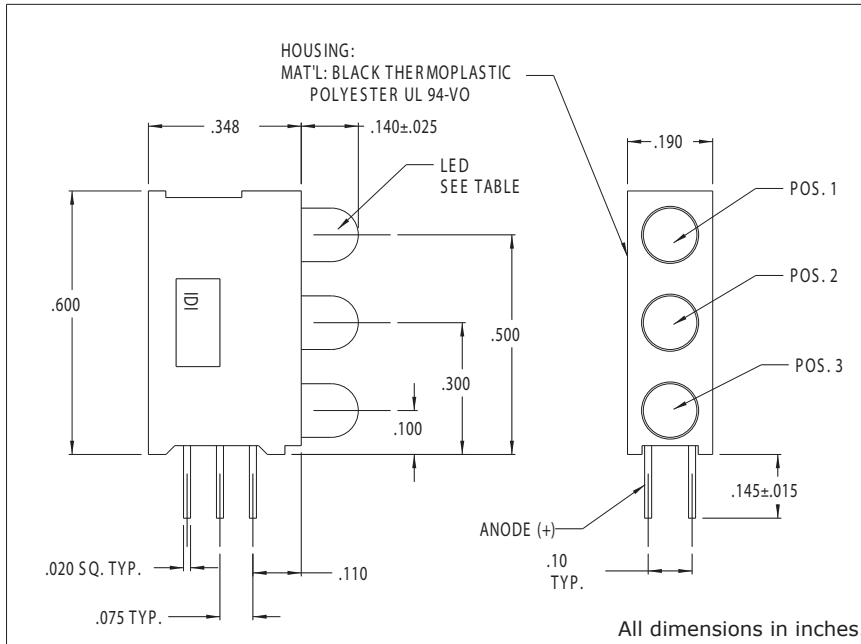 HOUSING:
MAT'L: BLACK THERMOPLASTIC
POLYESTER UL 94-VO
.348
.140±.025
.190
LED
SEE TABLE
POS. 1
POS. 2
POS. 3
.600
IDI
.500
.300
.100
.145±.015
ANODE (+)
.020 SQ. TYP.
.110
.10
TYP.
.075 TYP.
All dimensions in inches